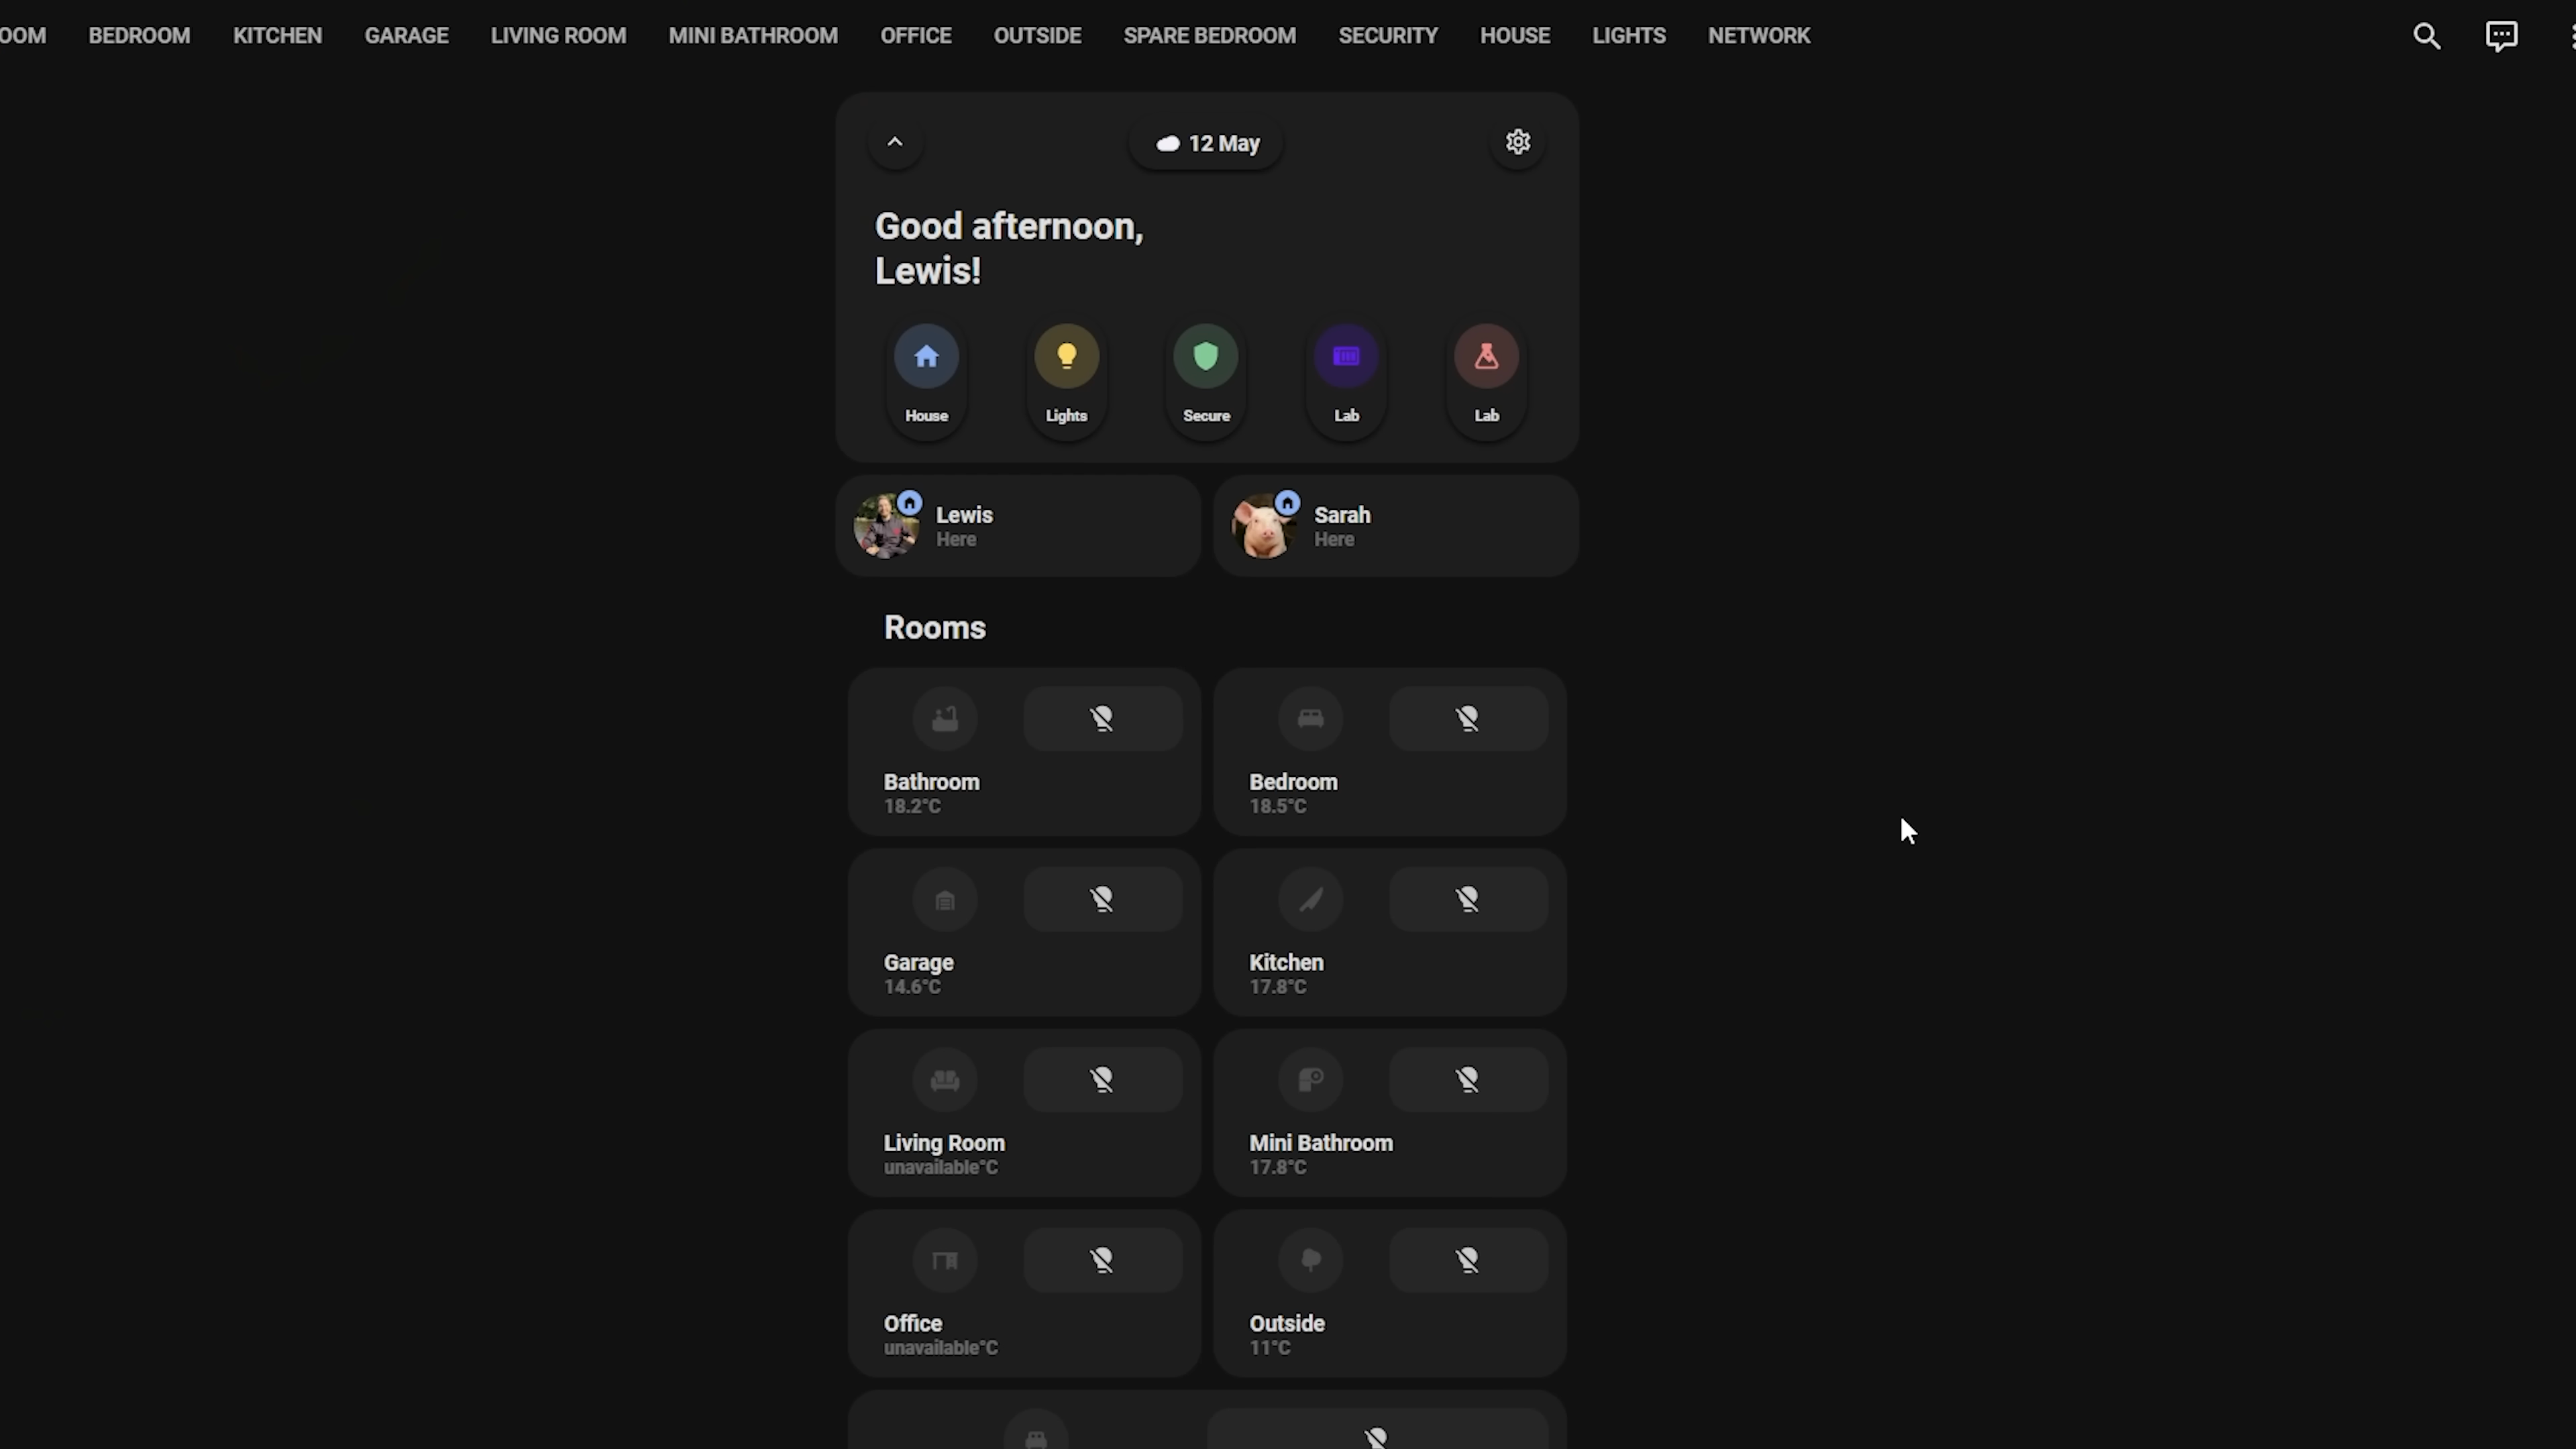 OOM BEDROOM KITCHEN GARAGE LIVING ROOM MINI BATHROOM OFFICE OUTSIDE SPARE BEDROOM SECURITY HOUSE LIGHTS NETWORK
12 May
Good afternoon,
Lewis!
House Lights Secure Lab Lab
Lewis
Here
Sarah
Here
Rooms
Bathroom
18.2°C
Bedroom
18.5°C
Garage
14.6°C
Kitchen
17.8°C
Living Room
unavailable°C
Mini Bathroom
17.8°C
Office
unavailable°C
Outside
11°C